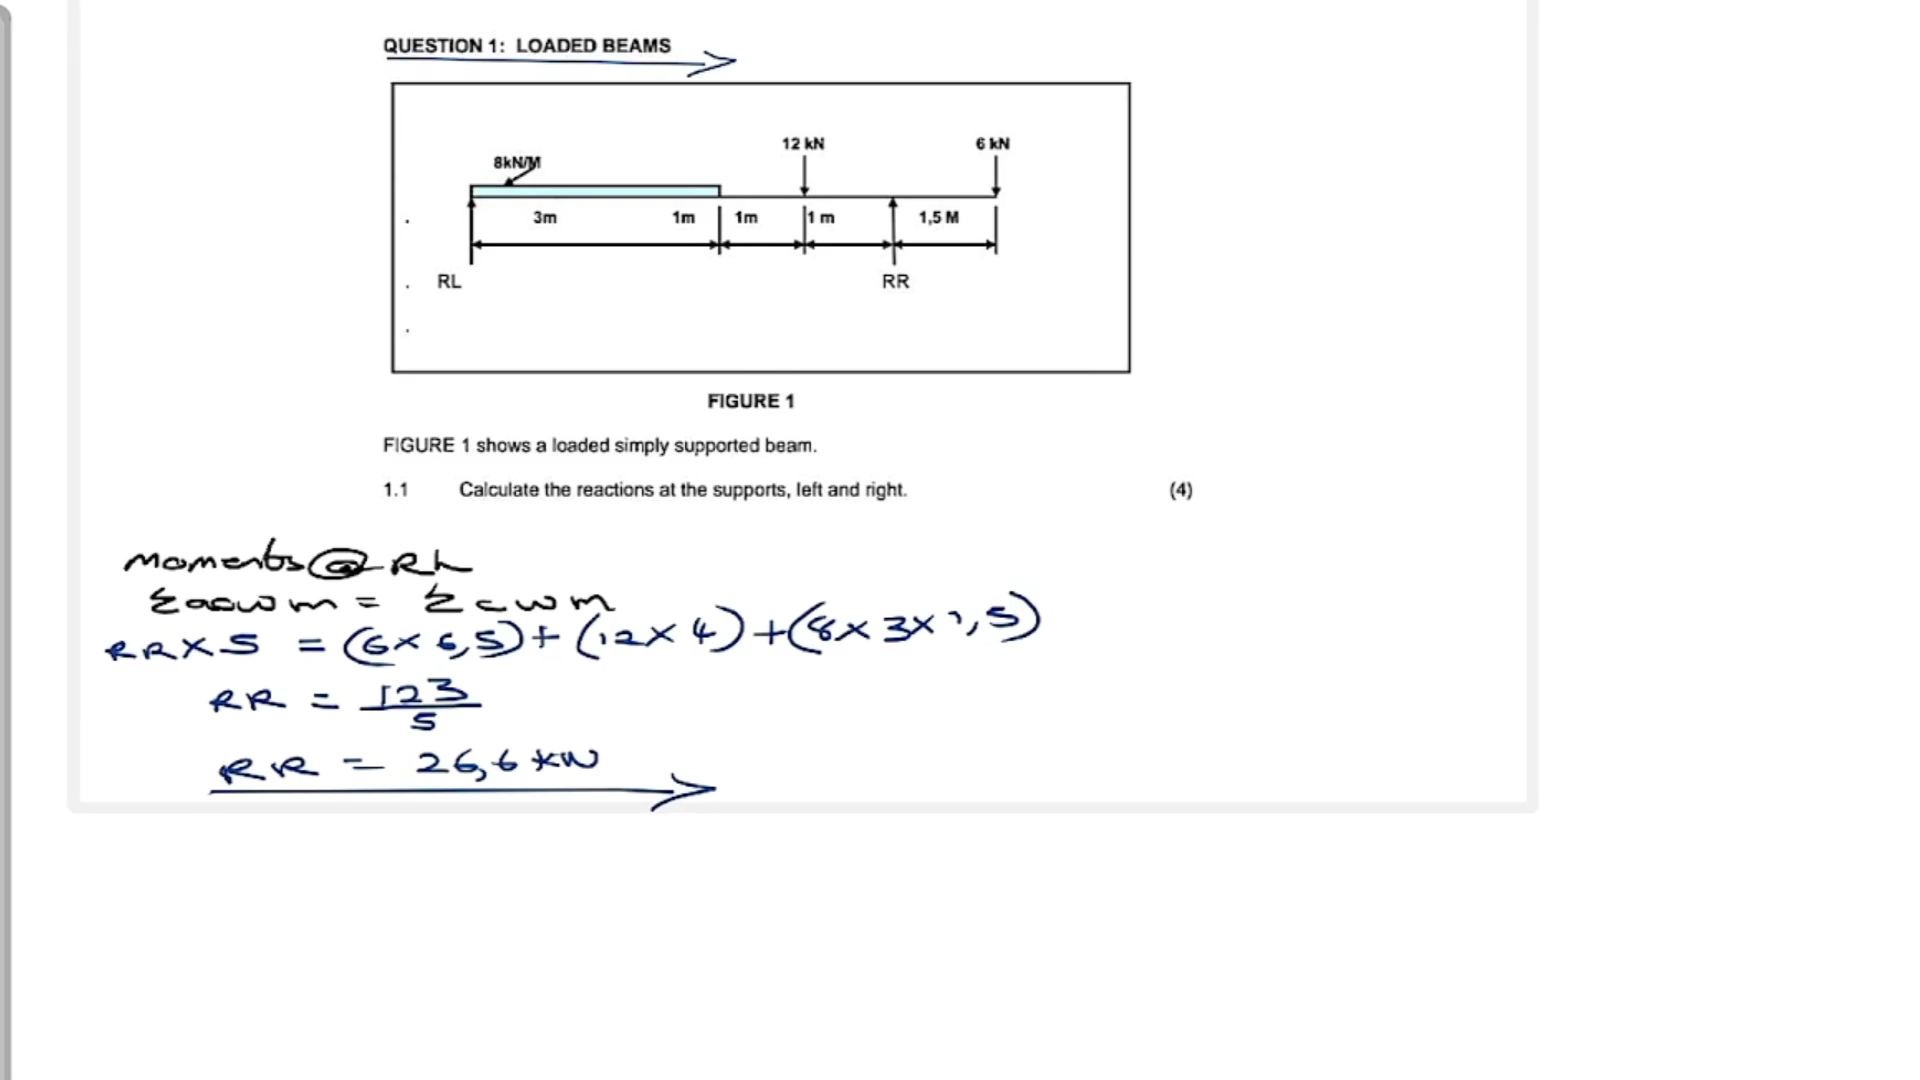 QUESTION 1: LOADED BEAMS
12 kN
6 kN
8kN/M
3m
1m
1m
1 m
1,5 M
RL
RR
FIGURE 1
FIGURE 1 shows a loaded simply supported beam.
1.1 Calculate the reactions at the supports, left and right. (4)
Moments @ RL
Σacwm = Σcwm
RR x 5 = (6 x 6,5) + (12 x 4) + (8 x 3 x 1,5)
RR = 123
5
RR = 26,6 kN